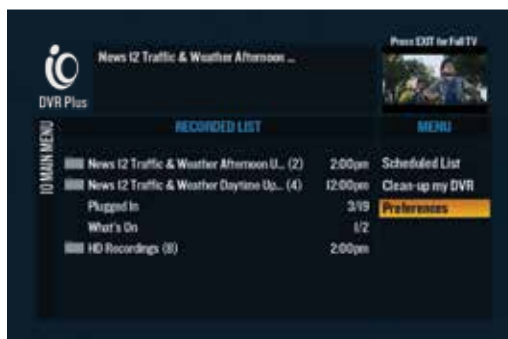 Press EXIT for Full TV
iO
News 12 Traffic & Weather Afternoon ...
DVR Plus
RECORDED LIST
MENU
iO MAIN MENU
News 12 Traffic & Weather Afternoon U... (2) 2:00pm
Scheduled List
News 12 Traffic & Weather Daytime Up... (4) 12:00pm
Clean-up my DVR
Plugged In 3/19
Preferences
What's On 1/2
HD Recordings (8) 2:00pm